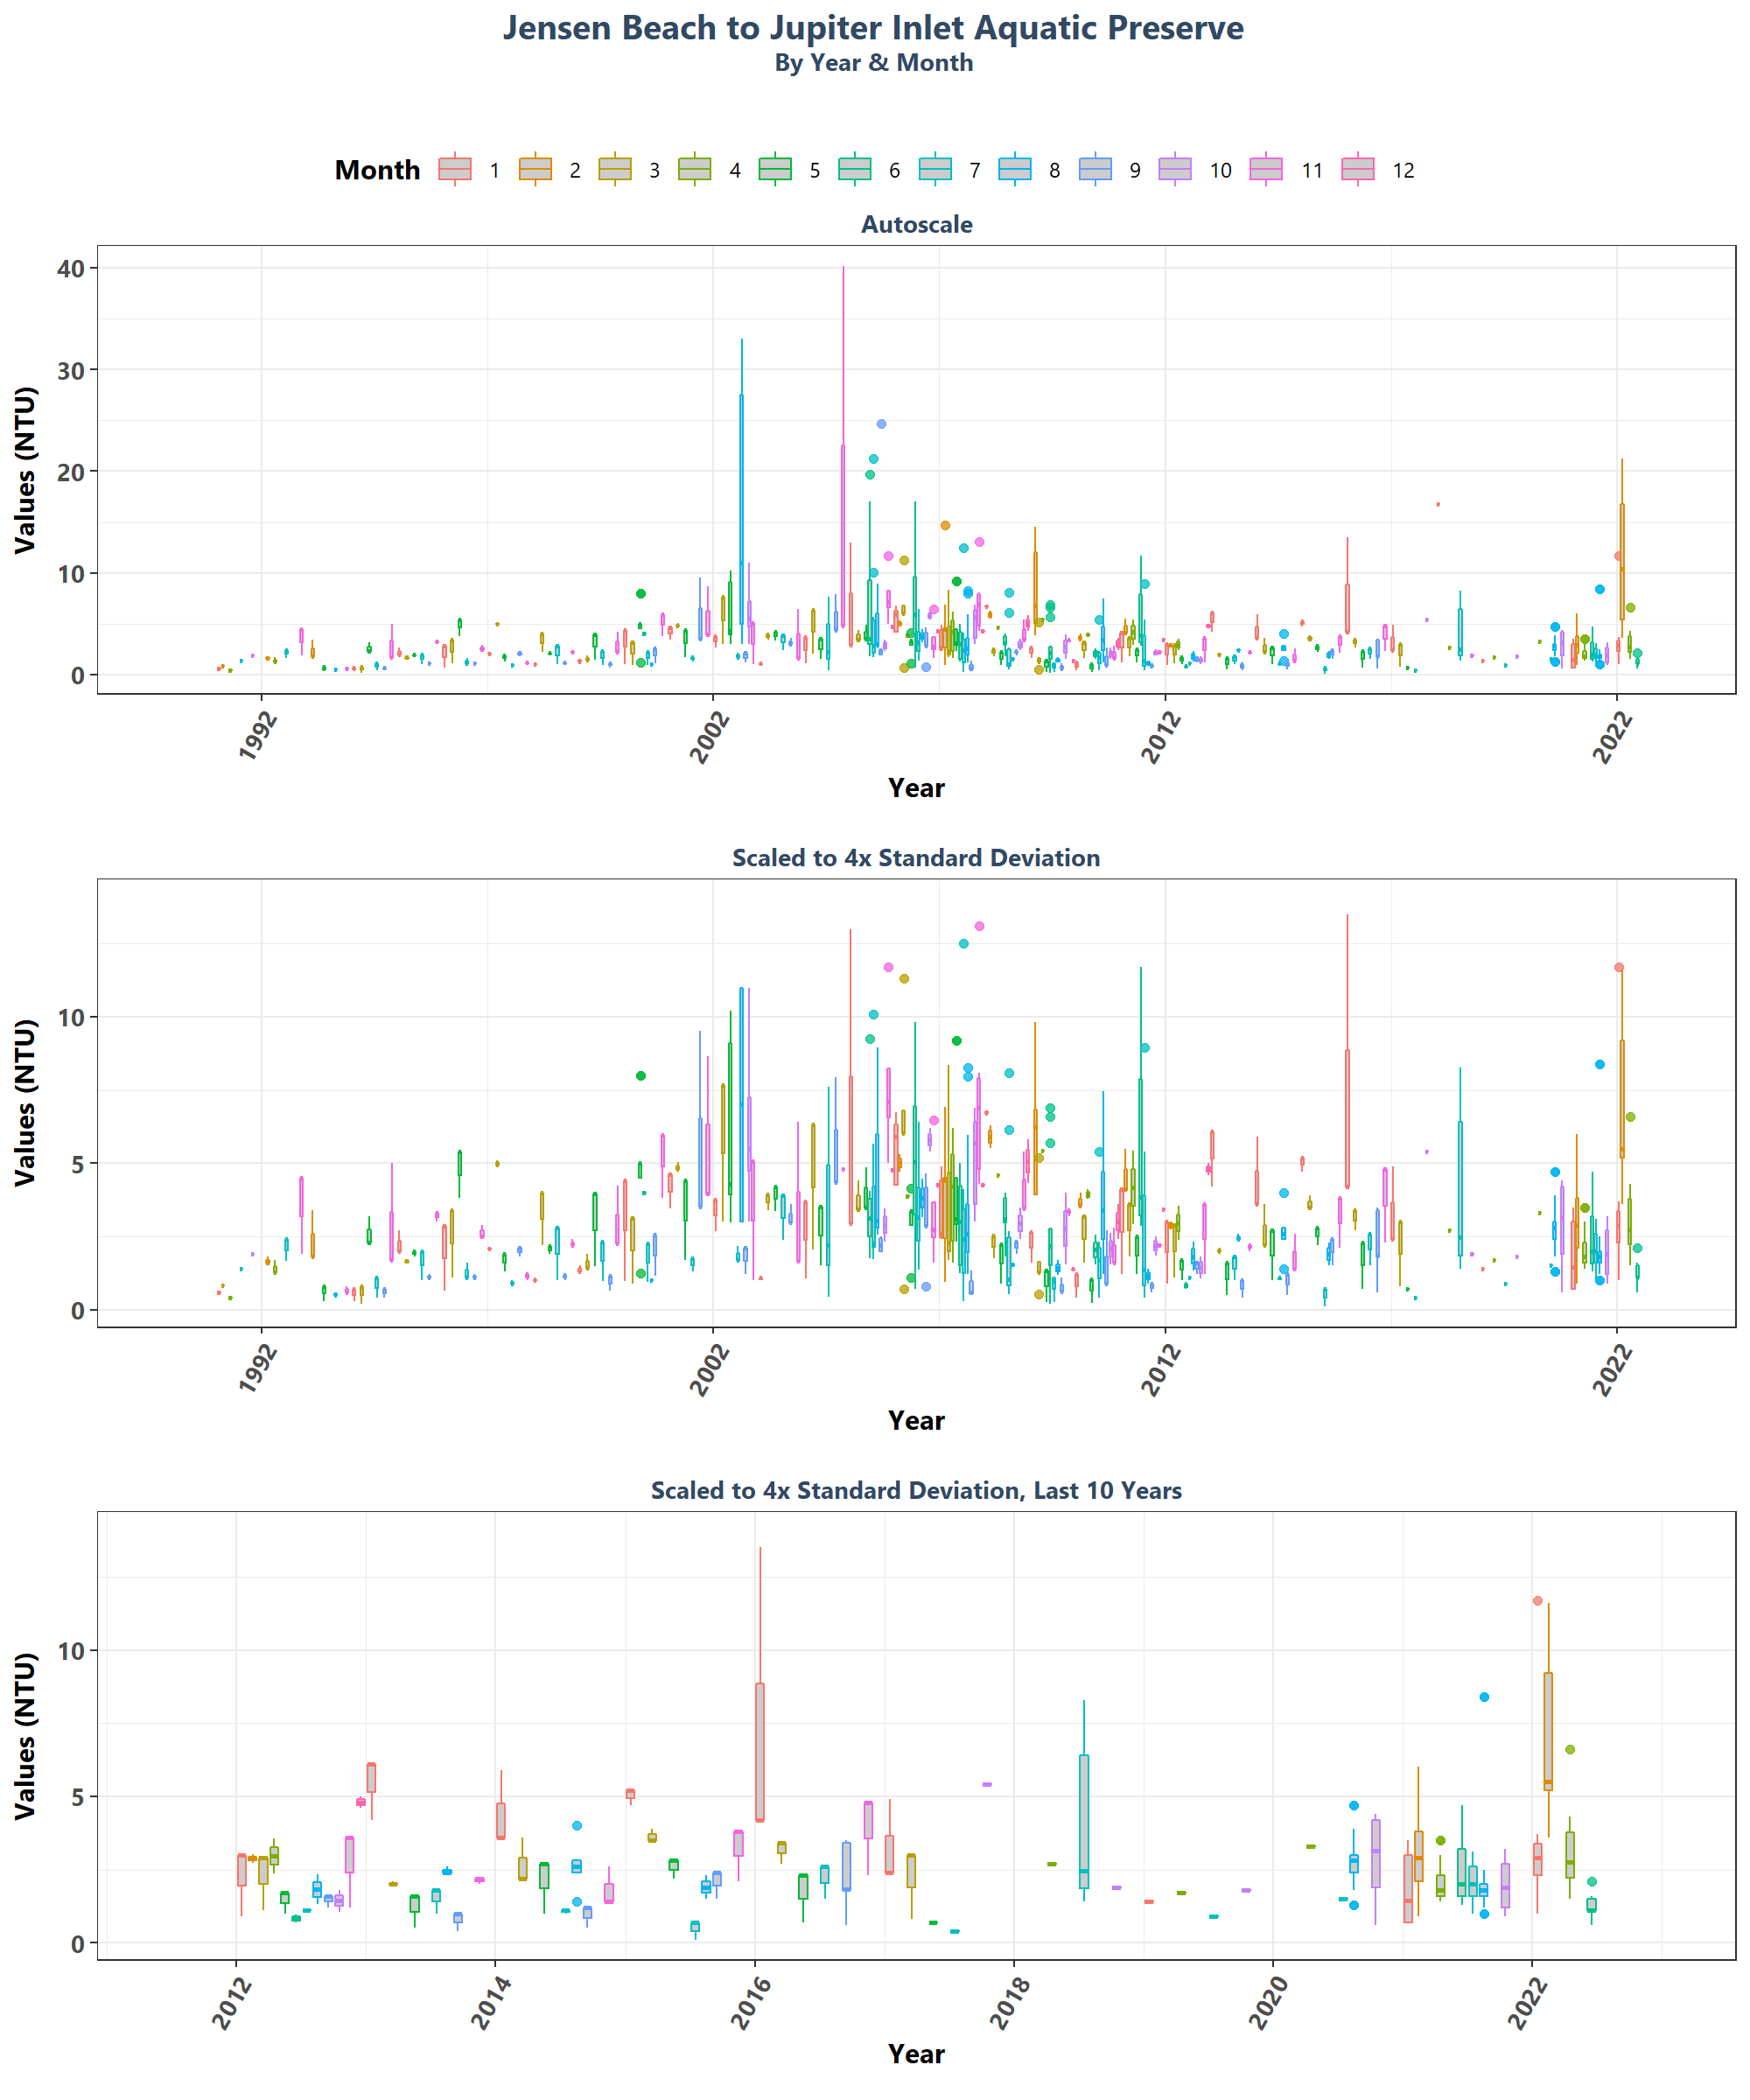 Jensen Beach to Jupiter Inlet Aquatic Preserve
By Year & Month
Month 1 2 3 4 5 6 7 8 9 10 11 12
Autoscale
Values (NTU)
40
30
20
10
0
1992 2002 2012 2022
Year
Scaled to 4x Standard Deviation
Values (NTU)
10
5
0
1992 2002 2012 2022
Year
Scaled to 4x Standard Deviation, Last 10 Years
Values (NTU)
10
5
0
2012 2014 2016 2018 2020 2022
Year